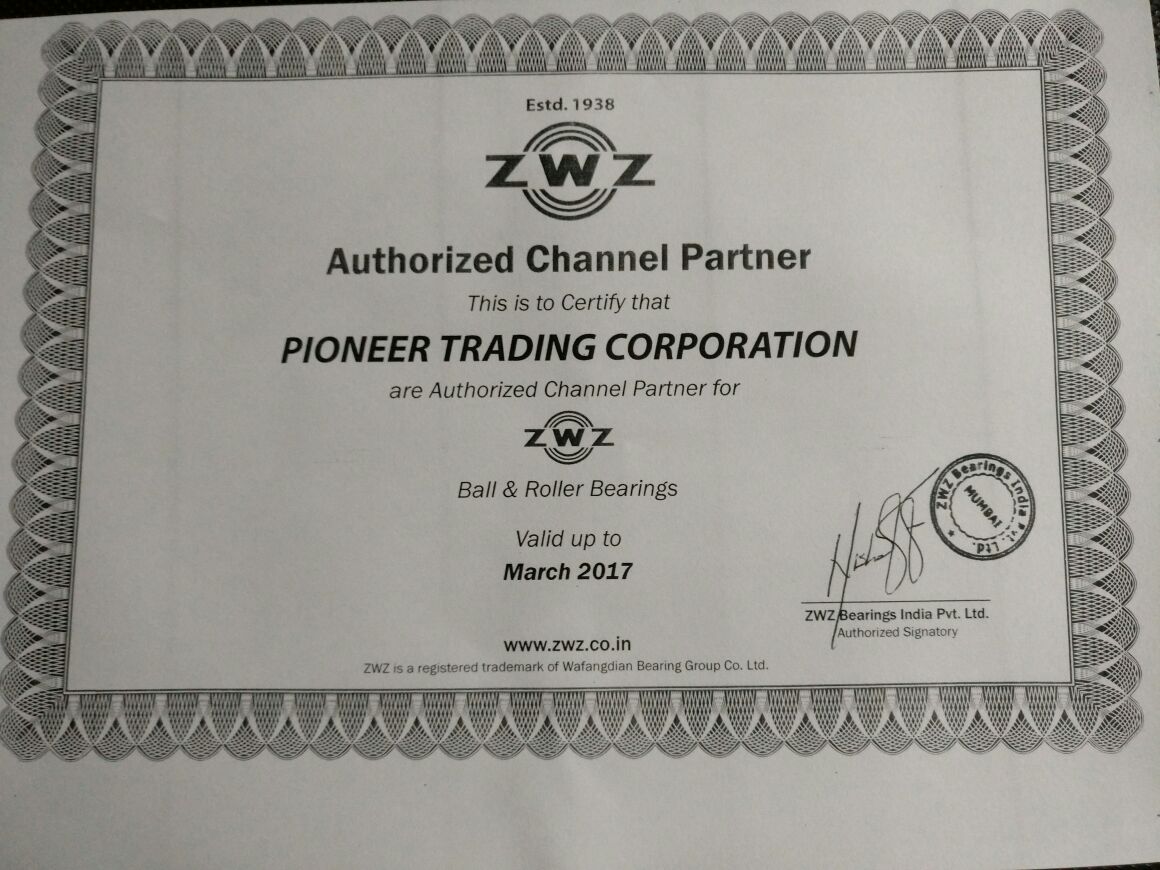 Estd. 1938
ZWZ
Authorized Channel Partner
This is to Certify that
PIONEER TRADING CORPORATION
are Authorized Channel Partner for
ZWZ
Ball & Roller Bearings
Valid up to
March 2017
ZWZ Bearings India Pvt. Ltd.
MUMBAI
ZWZ Bearings India Pvt. Ltd.
Authorized Signatory
www.zwz.co.in
ZWZ is a registered trademark of Wafangdian Bearing Group Co. Ltd.